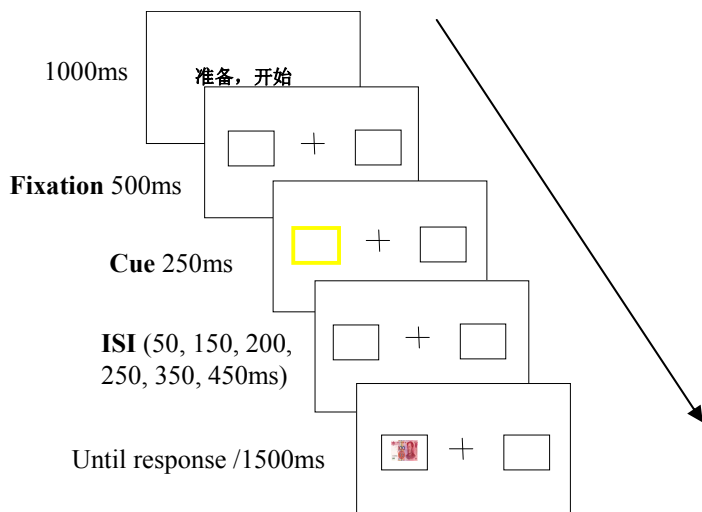 1000ms
准备，开始
Fixation 500ms
Cue 250ms
ISI (50, 150, 200,
250, 350, 450ms)
Until response /1500ms